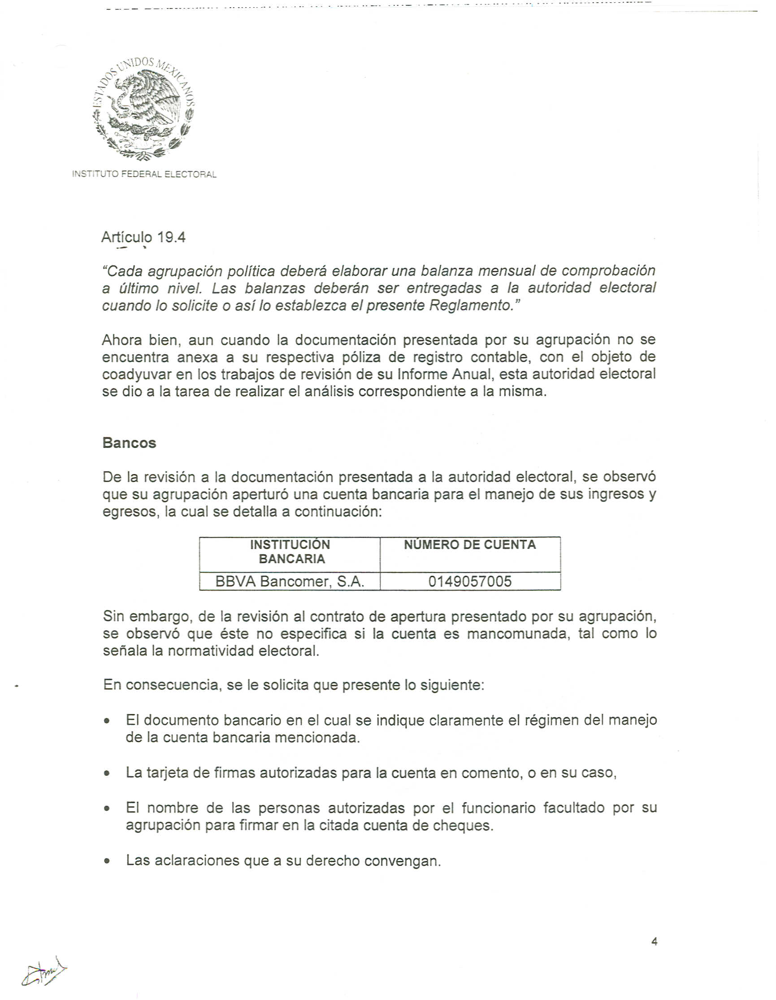 ESTADOS UNIDOS MEXICANOS
INSTITUTO FEDERAL ELECTORAL
Artículo 19.4
“Cada agrupación política deberá elaborar una balanza mensual de comprobación
a último nivel. Las balanzas deberán ser entregadas a la autoridad electoral
cuando lo solicite o así lo establezca el presente Reglamento.”
Ahora bien, aun cuando la documentación presentada por su agrupación no se
encuentra anexa a su respectiva póliza de registro contable, con el objeto de
coadyuvar en los trabajos de revisión de su Informe Anual, esta autoridad electoral
se dio a la tarea de realizar el análisis correspondiente a la misma.
Bancos
De la revisión a la documentación presentada a la autoridad electoral, se observó
que su agrupación aperturó una cuenta bancaria para el manejo de sus ingresos y
egresos, la cual se detalla a continuación:
INSTITUCIÓN
BANCARIA
NÚMERO DE CUENTA
BBVA Bancomer, S.A.
0149057005
Sin embargo, de la revisión al contrato de apertura presentado por su agrupación,
se observó que éste no especifica si la cuenta es mancomunada, tal como lo
señala la normatividad electoral.
En consecuencia, se le solicita que presente lo siguiente:
• El documento bancario en el cual se indique claramente el régimen del manejo
de la cuenta bancaria mencionada.
• La tarjeta de firmas autorizadas para la cuenta en comento, o en su caso,
• El nombre de las personas autorizadas por el funcionario facultado por su
agrupación para firmar en la citada cuenta de cheques.
• Las aclaraciones que a su derecho convengan.
4